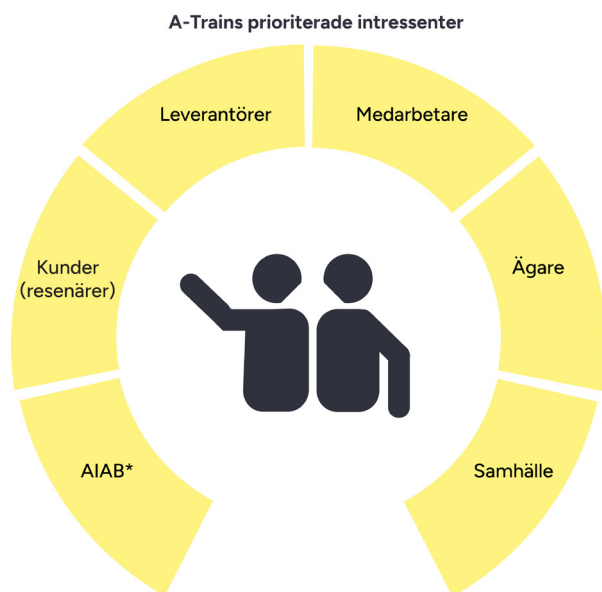 A-Trains prioriterade intressenter
Leverantörer
Medarbetare
Kunder
(resenärer)
Ägare
AIAB*
Samhälle